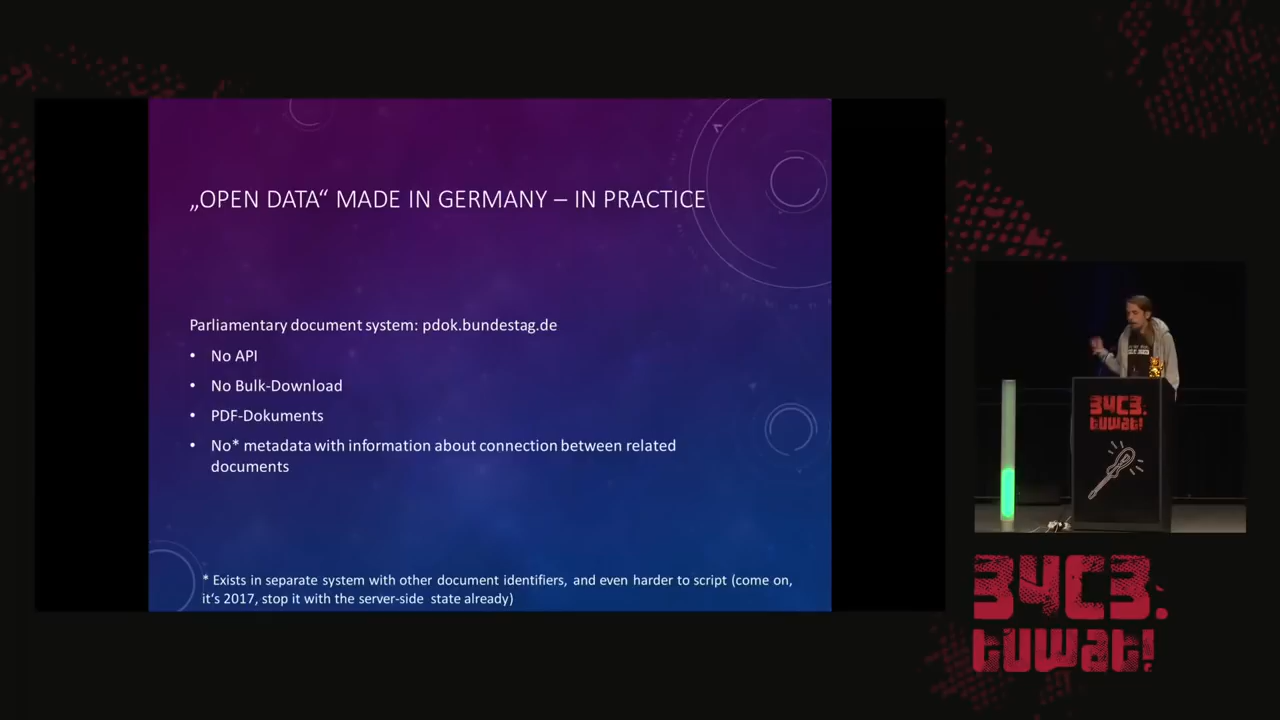 „OPEN DATA“ MADE IN GERMANY – IN PRACTICE
Parliamentary document system: pdok.bundestag.de
• No API
• No Bulk-Download
• PDF-Dokuments
• No* metadata with information about connection between related
documents
* Exists in separate system with other document identifiers, and even harder to script (come on,
it‘s 2017, stop it with the server-side state already)
34C3.
tuwat!
34C3.
tuwat!